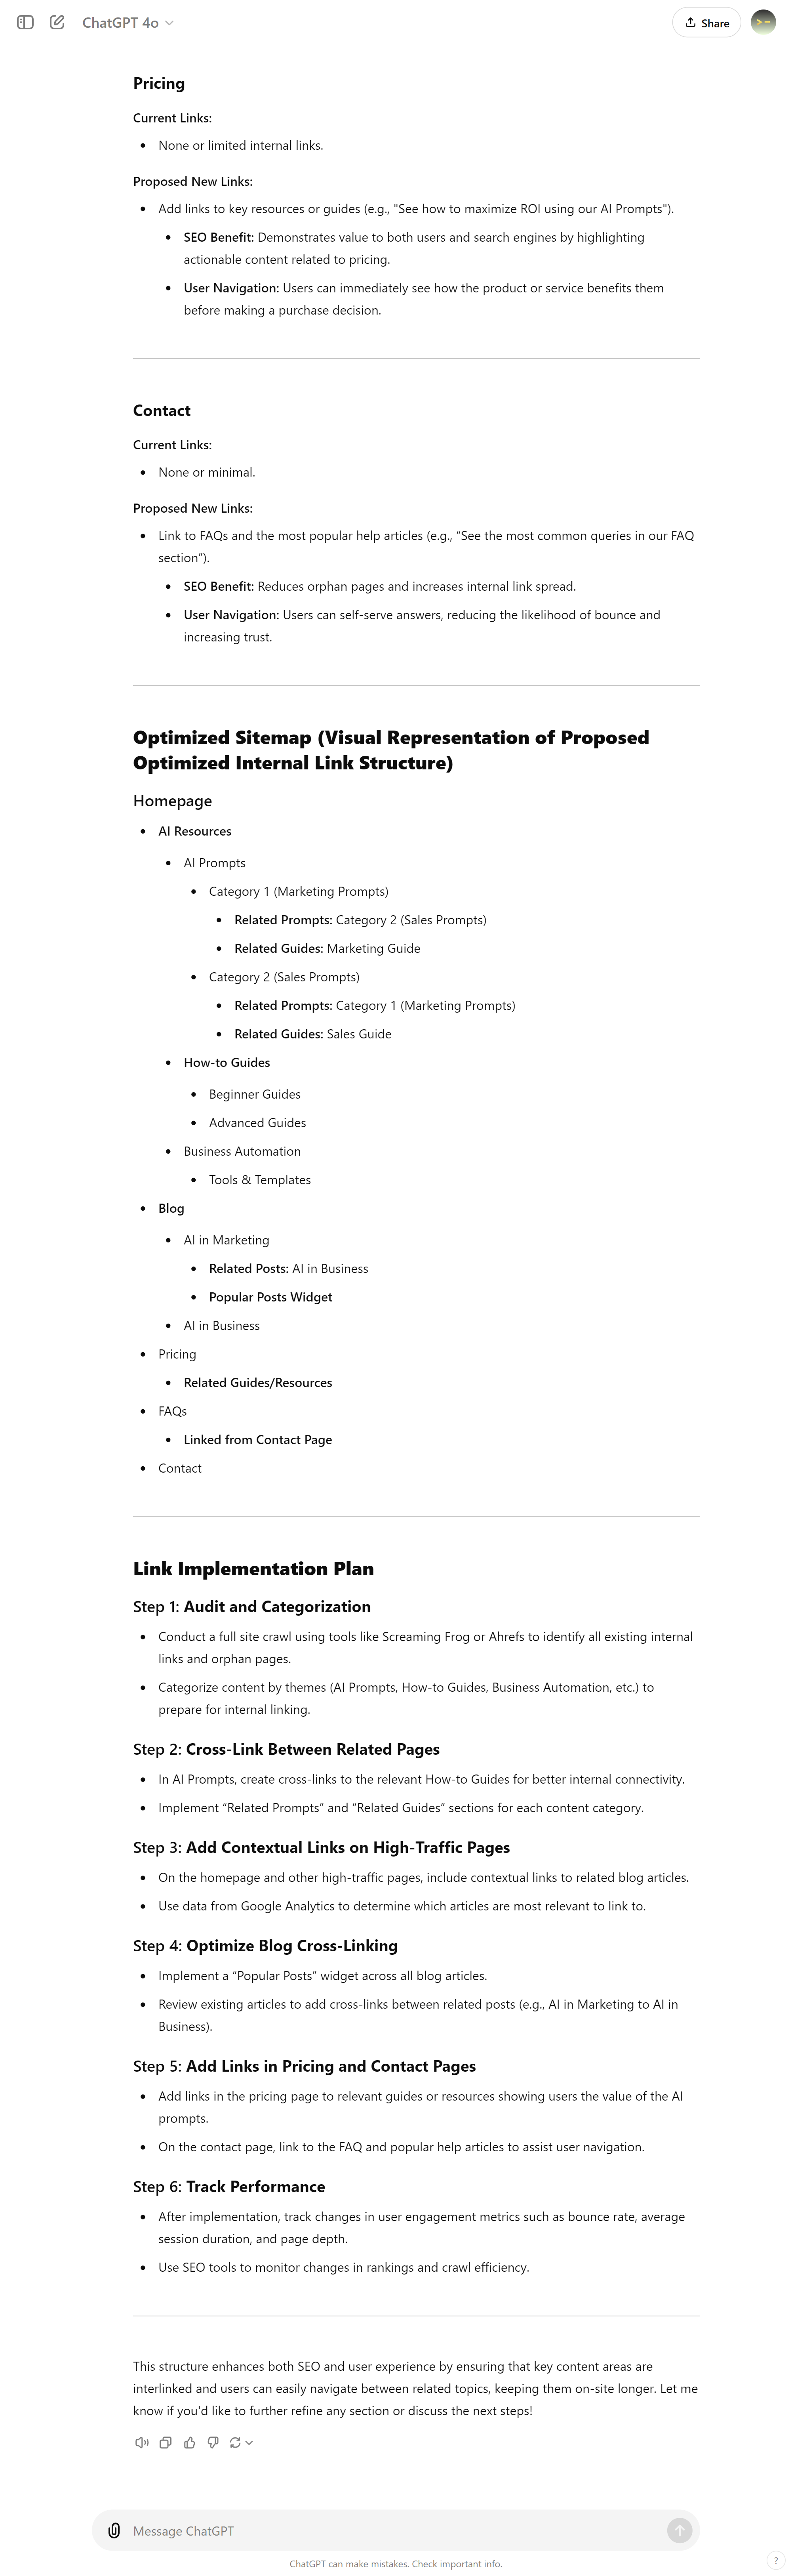 ChatGPT 4o
Share
Pricing
Current Links:
None or limited internal links.
Proposed New Links:
Add links to key resources or guides (e.g., "See how to maximize ROI using our AI Prompts").
SEO Benefit: Demonstrates value to both users and search engines by highlighting
actionable content related to pricing.
User Navigation: Users can immediately see how the product or service benefits them
before making a purchase decision.
Contact
Current Links:
None or minimal.
Proposed New Links:
Link to FAQs and the most popular help articles (e.g., “See the most common queries in our FAQ
section”).
SEO Benefit: Reduces orphan pages and increases internal link spread.
User Navigation: Users can self-serve answers, reducing the likelihood of bounce and
increasing trust.
Optimized Sitemap (Visual Representation of Proposed
Optimized Internal Link Structure)
Homepage
AI Resources
AI Prompts
Category 1 (Marketing Prompts)
Related Prompts: Category 2 (Sales Prompts)
Related Guides: Marketing Guide
Category 2 (Sales Prompts)
Related Prompts: Category 1 (Marketing Prompts)
Related Guides: Sales Guide
How-to Guides
Beginner Guides
Advanced Guides
Business Automation
Tools & Templates
Blog
AI in Marketing
Related Posts: AI in Business
Popular Posts Widget
AI in Business
Pricing
Related Guides/Resources
FAQs
Linked from Contact Page
Contact
Link Implementation Plan
Step 1: Audit and Categorization
Conduct a full site crawl using tools like Screaming Frog or Ahrefs to identify all existing internal
links and orphan pages.
Categorize content by themes (AI Prompts, How-to Guides, Business Automation, etc.) to
prepare for internal linking.
Step 2: Cross-Link Between Related Pages
In AI Prompts, create cross-links to the relevant How-to Guides for better internal connectivity.
Implement “Related Prompts” and “Related Guides” sections for each content category.
Step 3: Add Contextual Links on High-Traffic Pages
On the homepage and other high-traffic pages, include contextual links to related blog articles.
Use data from Google Analytics to determine which articles are most relevant to link to.
Step 4: Optimize Blog Cross-Linking
Implement a “Popular Posts” widget across all blog articles.
Review existing articles to add cross-links between related posts (e.g., AI in Marketing to AI in
Business).
Step 5: Add Links in Pricing and Contact Pages
Add links in the pricing page to relevant guides or resources showing users the value of the AI
prompts.
On the contact page, link to the FAQ and popular help articles to assist user navigation.
Step 6: Track Performance
After implementation, track changes in user engagement metrics such as bounce rate, average
session duration, and page depth.
Use SEO tools to monitor changes in rankings and crawl efficiency.
This structure enhances both SEO and user experience by ensuring that key content areas are
interlinked and users can easily navigate between related topics, keeping them on-site longer. Let me
know if you'd like to further refine any section or discuss the next steps!
Message ChatGPT
ChatGPT can make mistakes. Check important info.
?